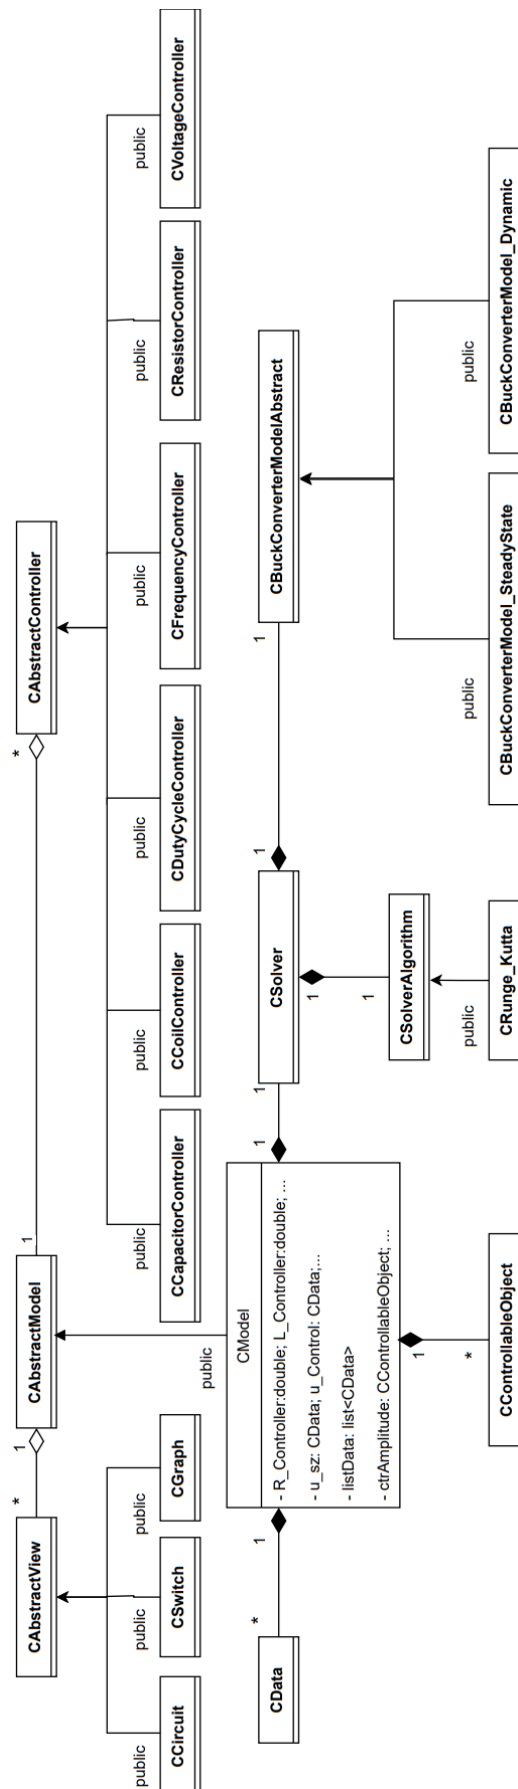 CAbstractView
*
1
CAbstractModel
1
*
CAbstractController
public
public
public
public
public
public
public
public
public
public
CCircuit
CSwitch
CGraph
CCapacitorController
CCoilController
CDutyCycleController
CFrequencyController
CResistorController
CVoltageController
CModel
- R_Controller:double; L_Controller:double; ...
- u_sz: CData; u_Control: CData;...
- listData: list<CData>
- ctrAmplitude: CControllableObject; ...
CData
*
1
1
1
CSolver
1
1
CBuckConverterModelAbstract
1
1
CSolverAlgorithm
public
CRunge_Kutta
1
*
CControllableObject
public
public
CBuckConverterModel_SteadyState
CBuckConverterModel_Dynamic